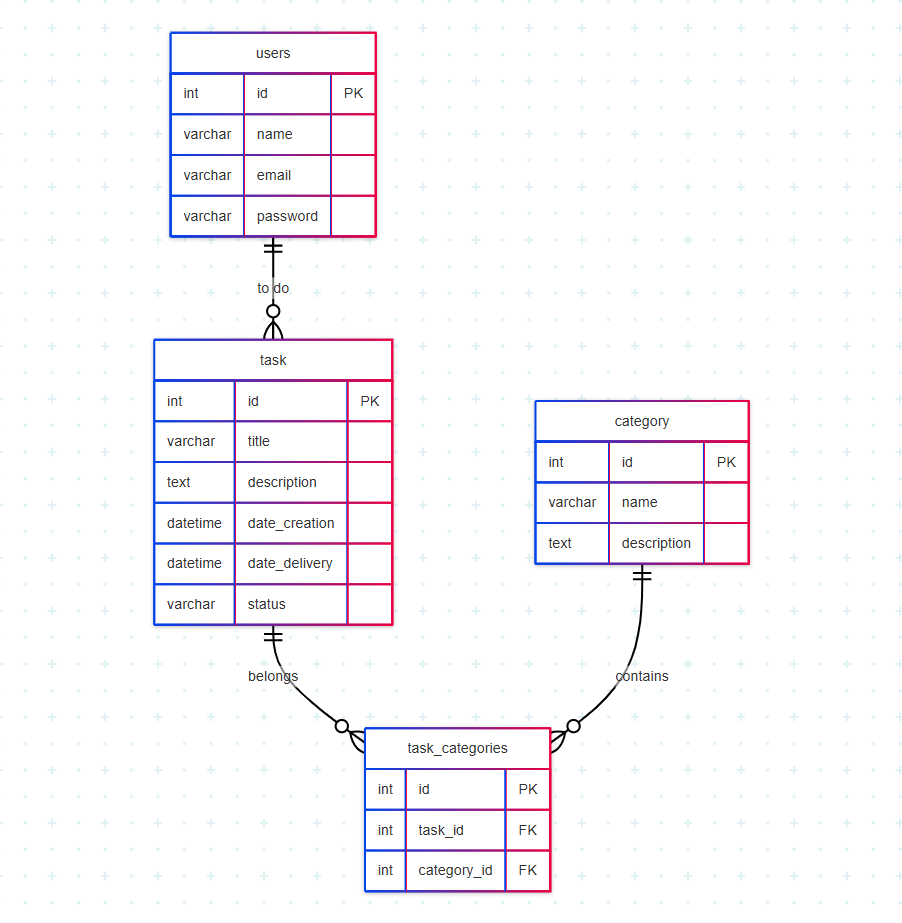 users
int id PK
varchar name
varchar email
varchar password
to do
task
int id PK
varchar title
text description
datetime date_creation
datetime date_delivery
varchar status
category
int id PK
varchar name
text description
belongs
contains
task_categories
int id PK
int task_id FK
int category_id FK